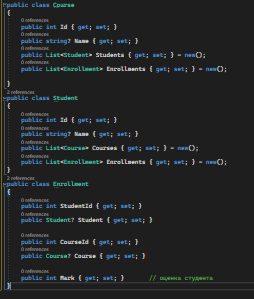 public class Course
{
0 references
public int Id { get; set; }
0 references
public string? Name { get; set; }
0 references
public List<Student> Students { get; set; } = new();
0 references
public List<Enrollment> Enrollments { get; set; } = new();
}
2 references
public class Student
{
0 references
public int Id { get; set; }
0 references
public string? Name { get; set; }
0 references
public List<Course> Courses { get; set; } = new();
0 references
public List<Enrollment> Enrollments { get; set; } = new();
}
2 references
public class Enrollment
{
0 references
public int StudentId { get; set; }
0 references
public Student? Student { get; set; }
0 references
public int CourseId { get; set; }
0 references
public Course? Course { get; set; }
0 references
public int Mark { get; set; } // оценка студента
}